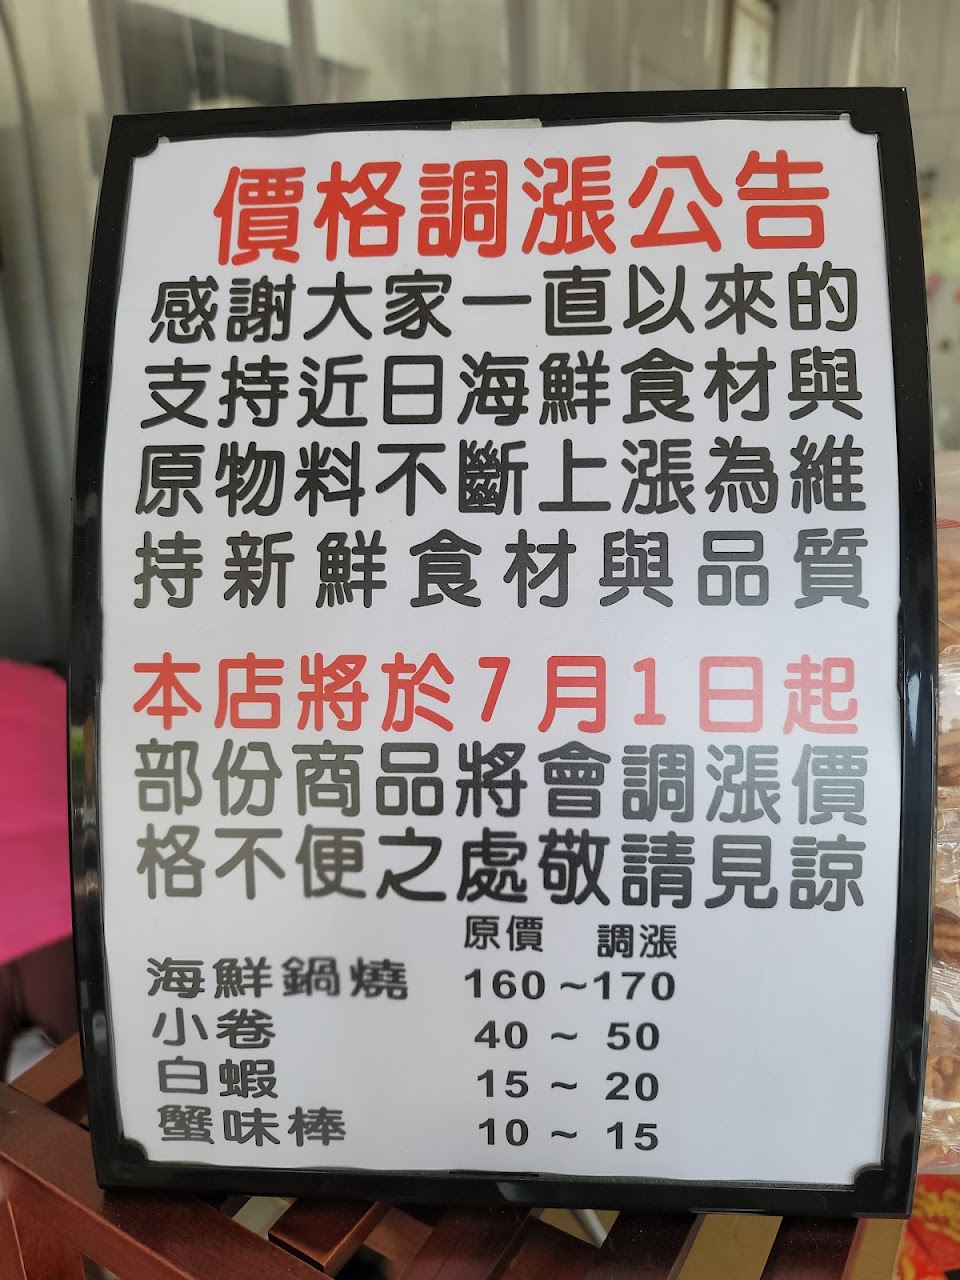 價格調漲公告
感謝大家一直以來的
支持近日海鮮食材與
原物料不斷上漲為維
持新鮮食材與品質
本店將於7月1日起
部份商品將會調漲價
格不便之處敬請見諒
原價 調漲
海鮮鍋燒 160~170
小卷 40 ~ 50
白蝦 15 ~ 20
蟹味棒 10 ~ 15